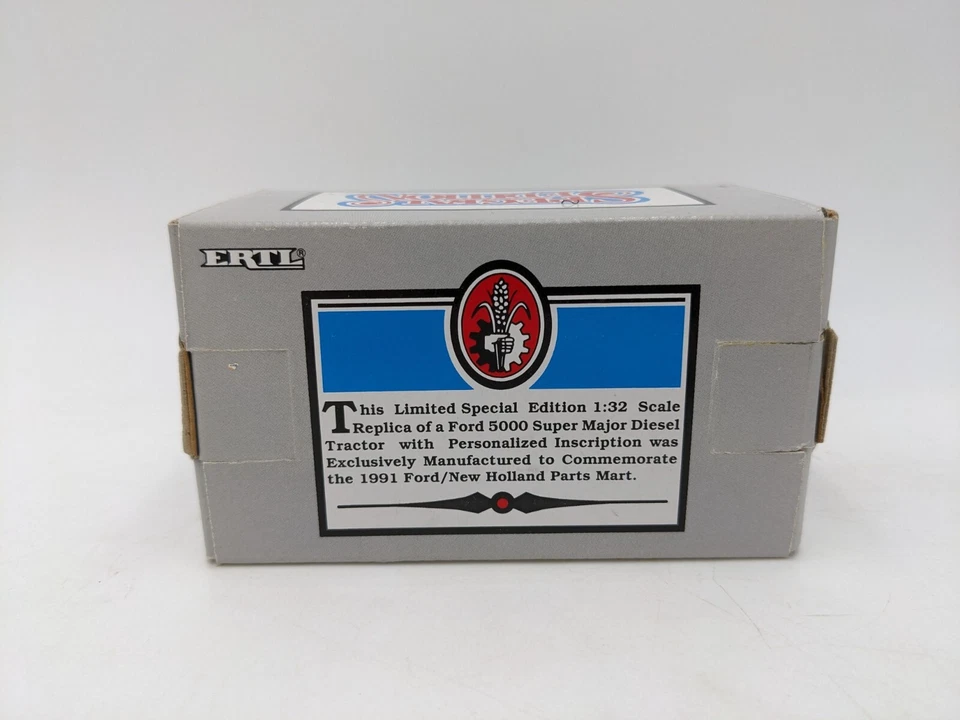 ERTL®
This Limited Special Edition 1:32 Scale
Replica of a Ford 5000 Super Major Diesel
Tractor with Personalized Inscription was
Exclusively Manufactured to Commemorate
the 1991 Ford/New Holland Parts Mart.